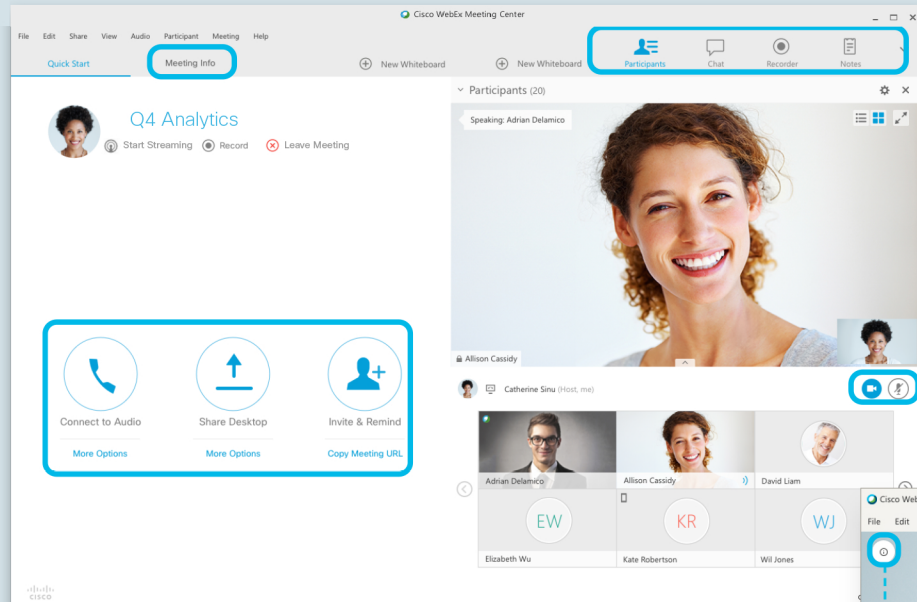 Cisco WebEx Meeting Center
File Edit Share View Audio Participant Meeting Help
Quick Start Meeting Info New Whiteboard New Whiteboard Participants Chat Recorder Notes
Participants (20)
Q4 Analytics
Speaking: Adrian Delamico
Start Streaming Record Leave Meeting
Allison Cassidy
Catherine Sinu (Host, me)
Connect to Audio Share Desktop Invite & Remind
More Options More Options Copy Meeting URL
Adrian Delamico Allison Cassidy David Liam
Cisco Web
EW KR WJ
File Edit
Elizabeth Wu Kate Robertson Wil Jones
CISCO